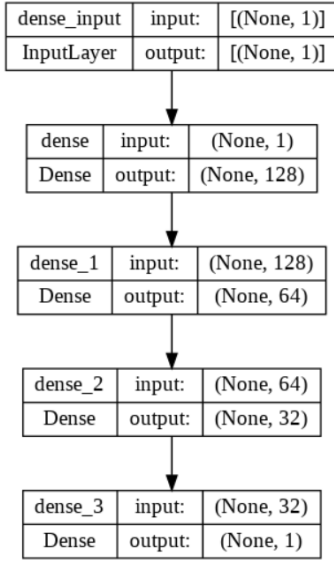 dense_input input: [(None, 1)]
InputLayer output: [(None, 1)]
dense input: (None, 1)
Dense output: (None, 128)
dense_1 input: (None, 128)
Dense output: (None, 64)
dense_2 input: (None, 64)
Dense output: (None, 32)
dense_3 input: (None, 32)
Dense output: (None, 1)